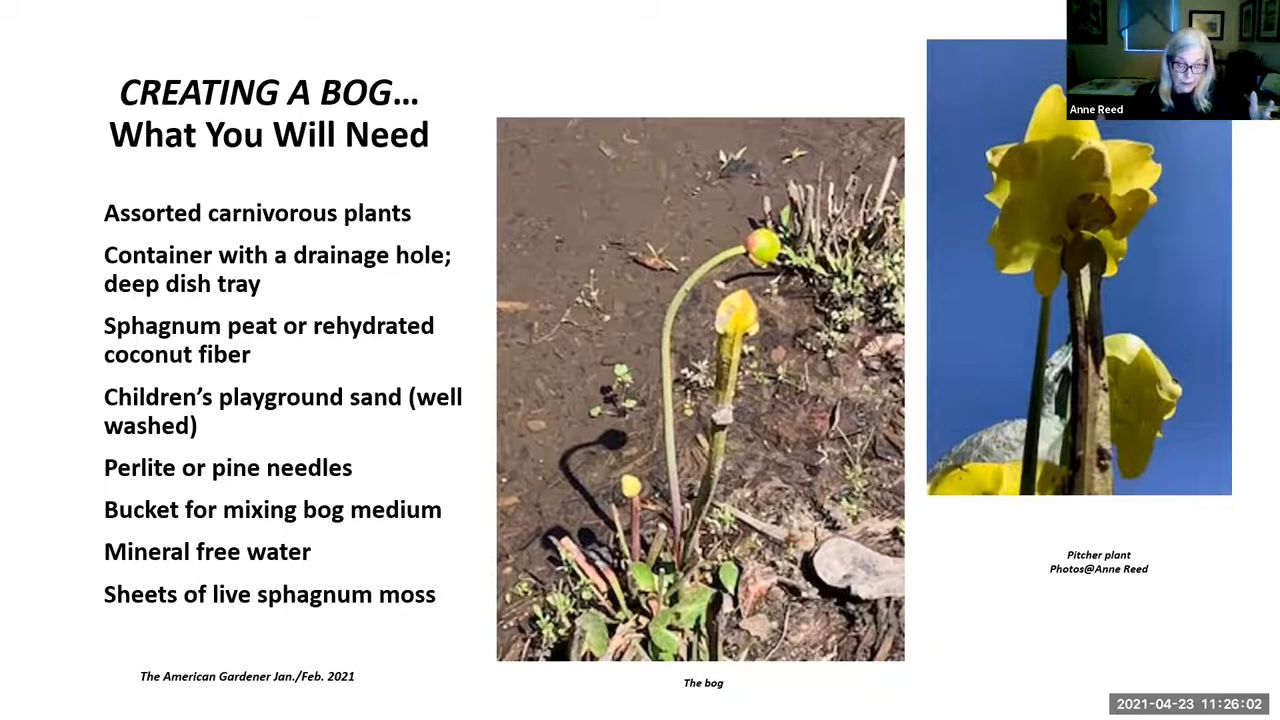 CREATING A BOG…
What You Will Need
Assorted carnivorous plants
Container with a drainage hole;
deep dish tray
Sphagnum peat or rehydrated
coconut fiber
Children’s playground sand (well
washed)
Perlite or pine needles
Bucket for mixing bog medium
Mineral free water
Sheets of live sphagnum moss
The American Gardener Jan./Feb. 2021
The bog
Anne Reed
Pitcher plant
Photos@Anne Reed
2021-04-23 11:26:02